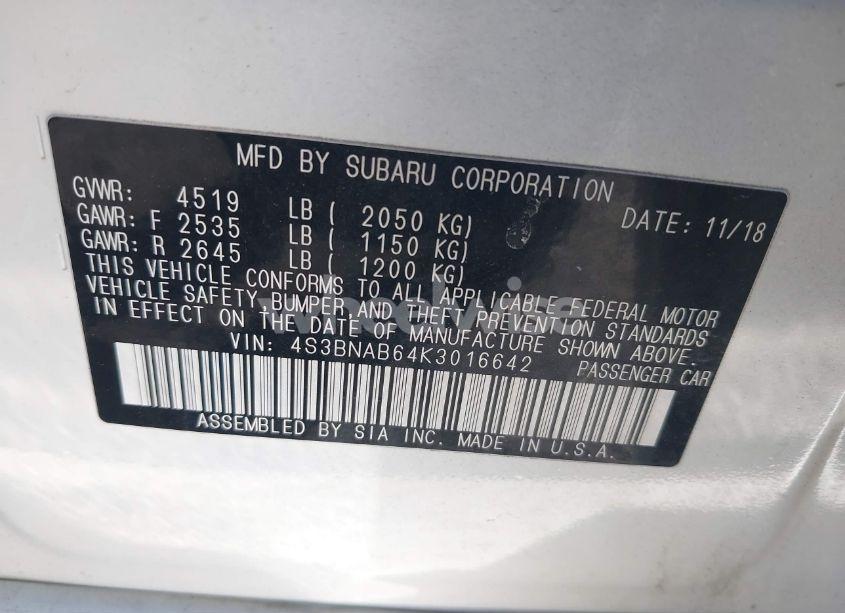 MFD BY SUBARU CORPORATION
GVWR: 4519 LB ( 2050 KG) DATE: 11/18
GAWR: F 2535 LB ( 1150 KG)
GAWR: R 2645 LB ( 1200 KG)
THIS VEHICLE CONFORMS TO ALL APPLICABLE FEDERAL MOTOR
VEHICLE SAFETY, BUMPER, AND THEFT PREVENTION STANDARDS
IN EFFECT ON THE DATE OF MANUFACTURE SHOWN ABOVE.
VIN: 4S3BNAB64K3016642 PASSENGER CAR
ASSEMBLED BY SIA INC. MADE IN U.S.A.
wheelwise